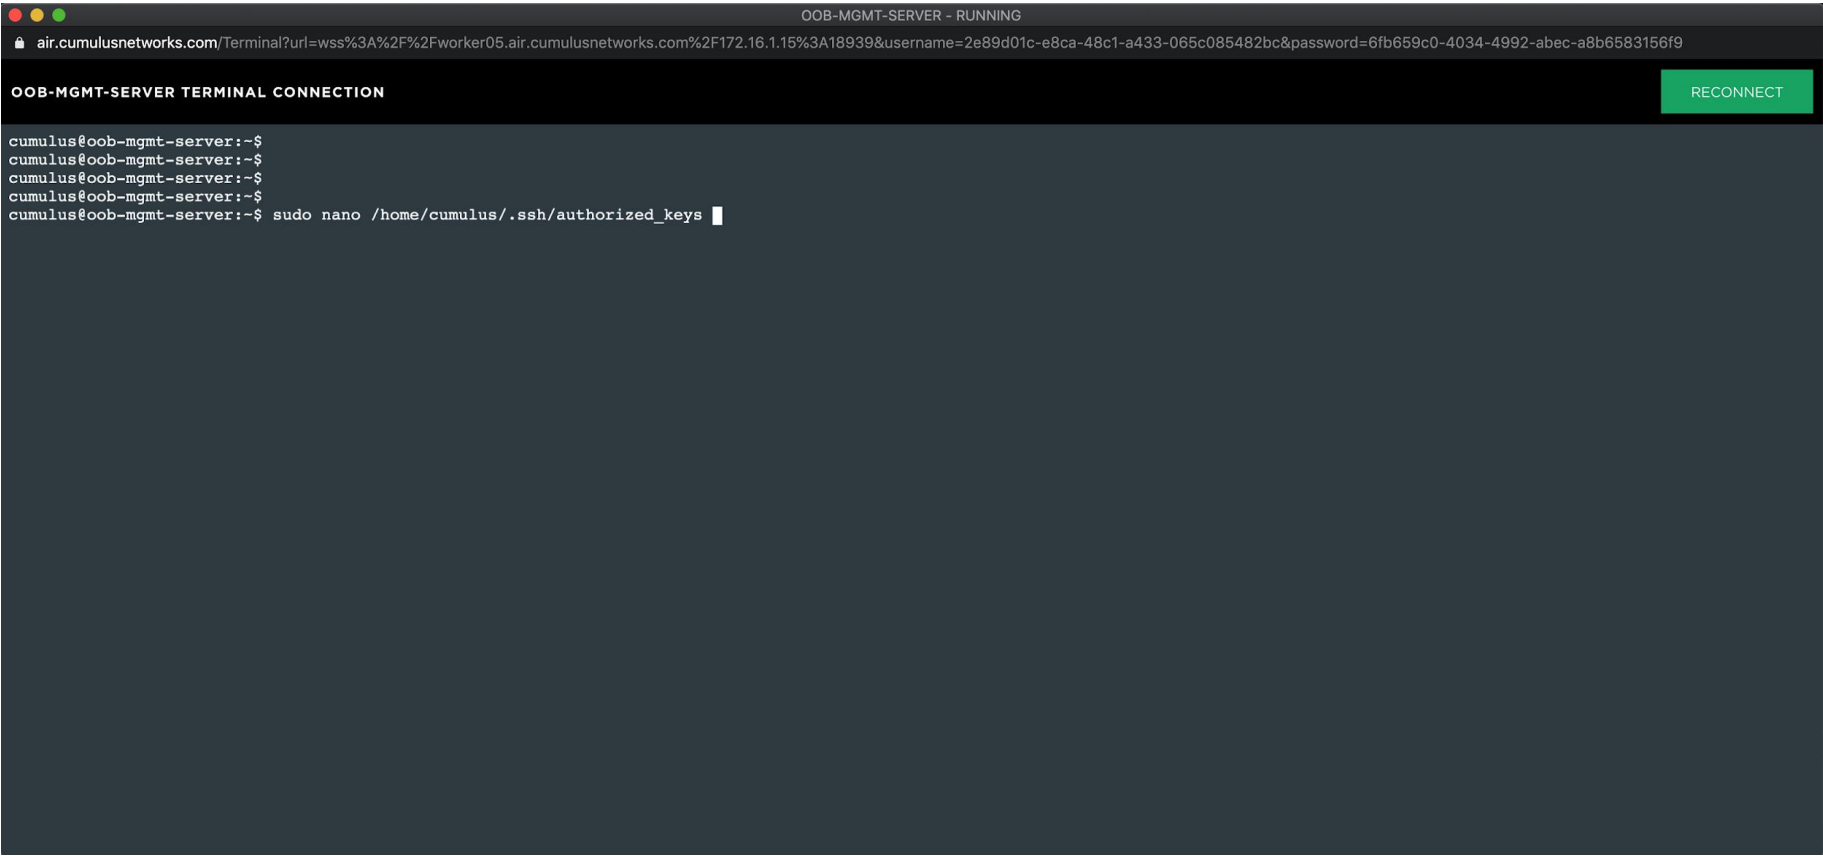 OOB-MGMT-SERVER - RUNNING
air.cumulusnetworks.com/Terminal?url=wss%3A%2F%2Fworker05.air.cumulusnetworks.com%2F172.16.1.15%3A18939&username=2e89d01c-e8ca-48c1-a433-065c085482bc&password=6fb659c0-4034-4992-abec-a8b6583156f9
OOB-MGMT-SERVER TERMINAL CONNECTION
RECONNECT
cumulus@oob-mgmt-server:~$
cumulus@oob-mgmt-server:~$
cumulus@oob-mgmt-server:~$
cumulus@oob-mgmt-server:~$
cumulus@oob-mgmt-server:~$ sudo nano /home/cumulus/.ssh/authorized_keys